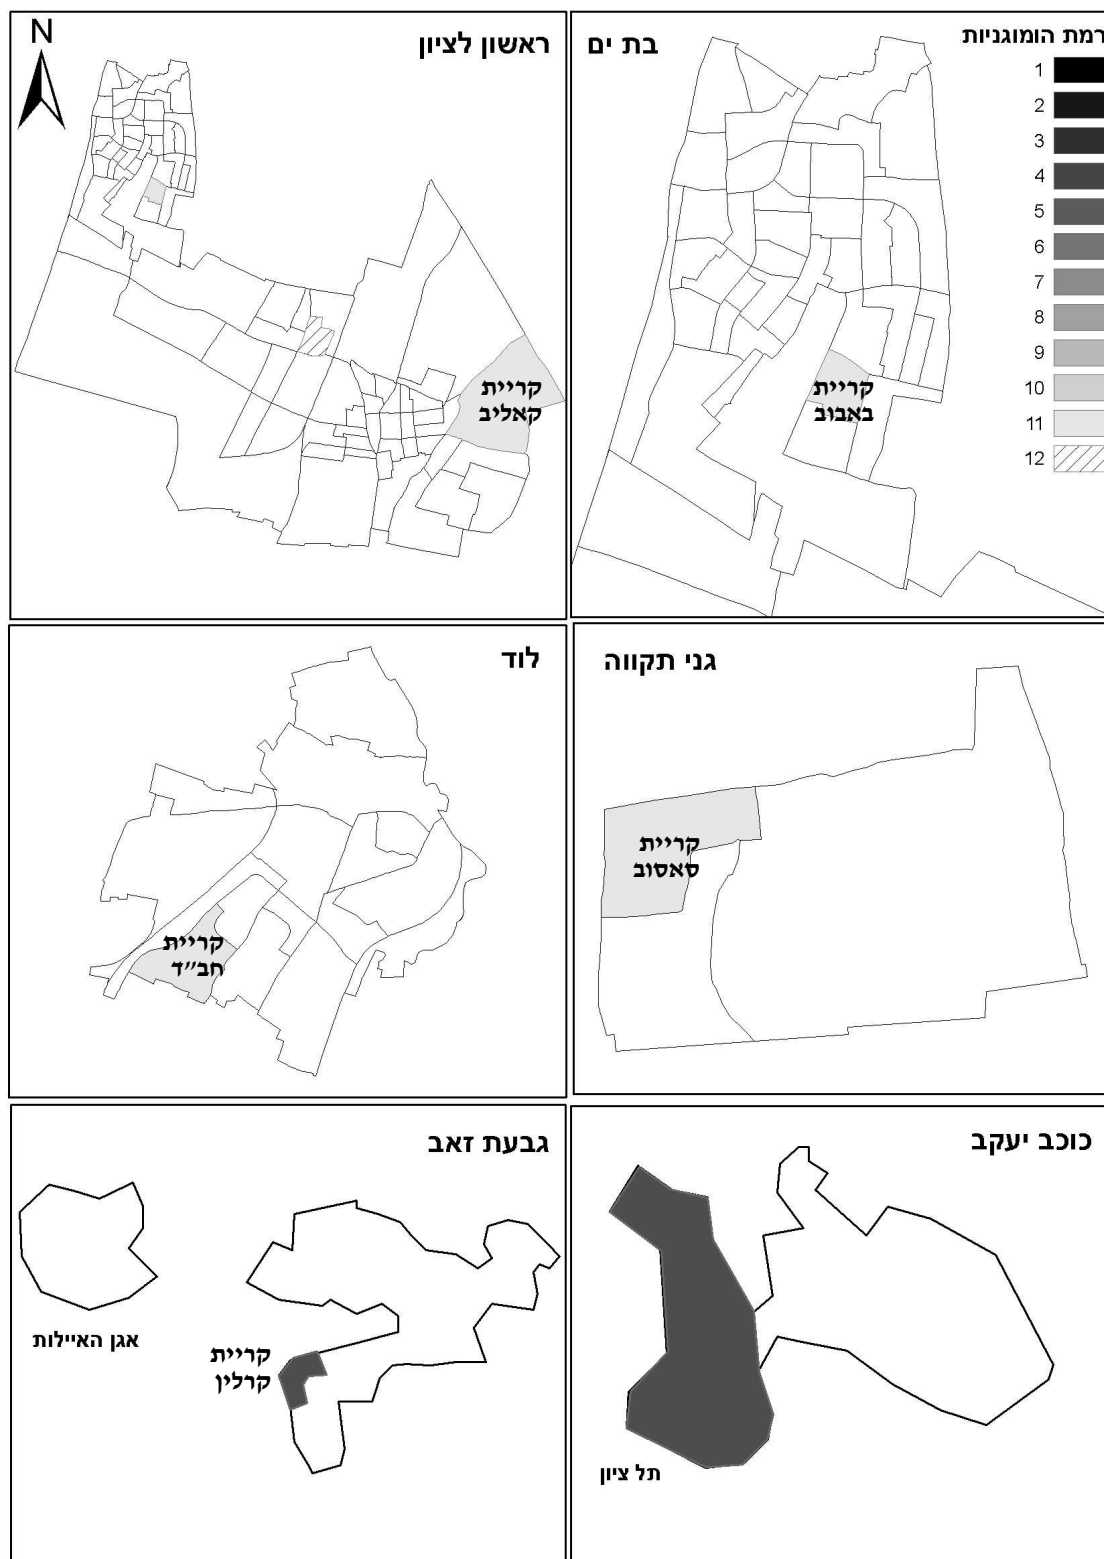 N
ראשון לציון
קריית
קאליב
בת ים
רמת הומוגניות
1
2
3
4
5
6
7
8
9
10
11
12
קריית
באבוב
לוד
קריית
חב"ד
גני תקווה
קריית
סאסוב
גבעת זאב
אגן האיילות
קריית
קרלין
כוכב יעקב
תל ציון